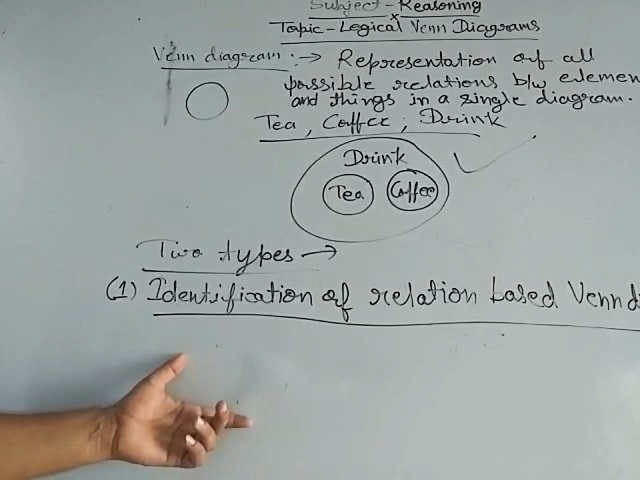 Subject - Reasoning
Topic - Logical Venn Diagrams
Venn diagram :→ Representation of all
possible relations b/w elemen
and things in a single diagram.
Tea, Coffee, Drink
Drink
Tea Coffee
Two types →
(1) Identification of relation based Venn d